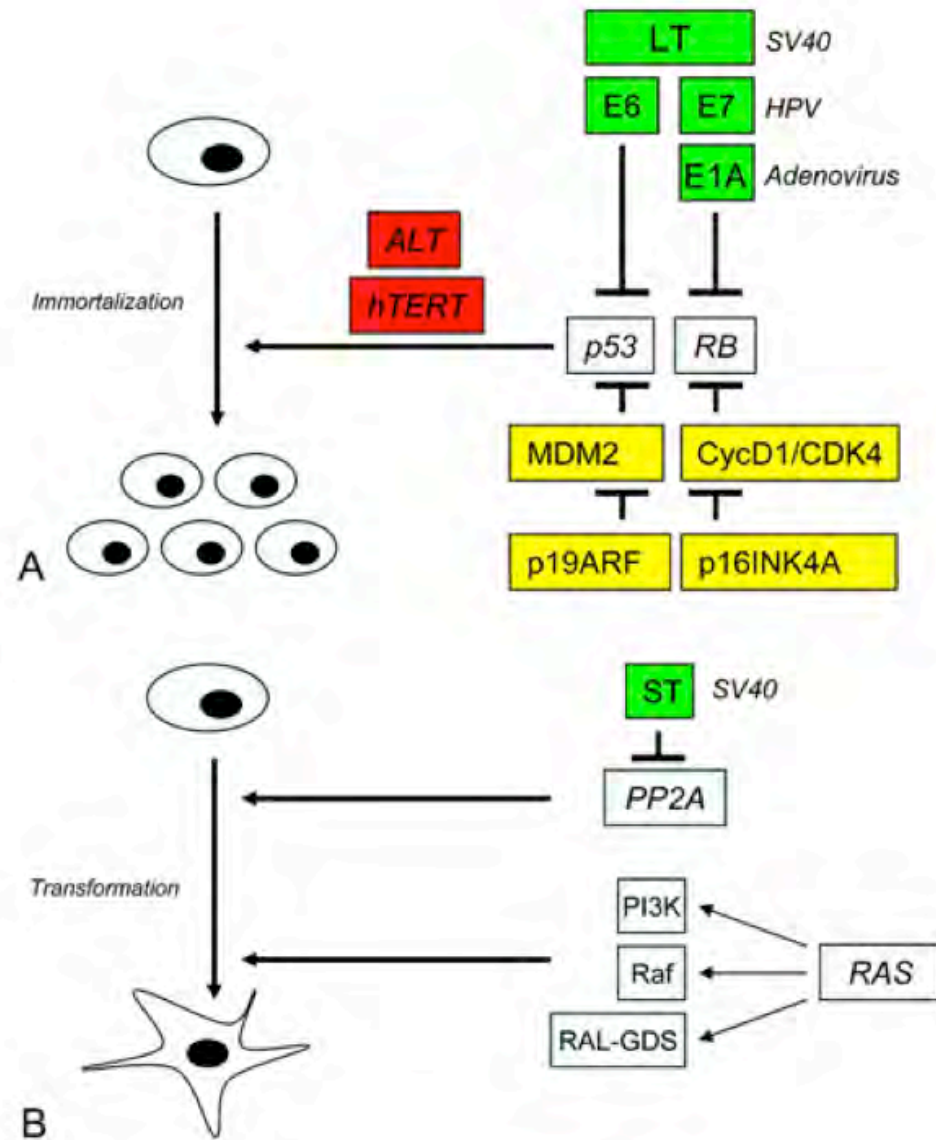 LT SV40
E6 E7 HPV
E1A Adenovirus
ALT
Immortalization hTERT
p53 RB
MDM2 CycD1/CDK4
p19ARF p16INK4A
A
ST SV40
PP2A
Transformation
PI3K
Raf RAS
RAL-GDS
B